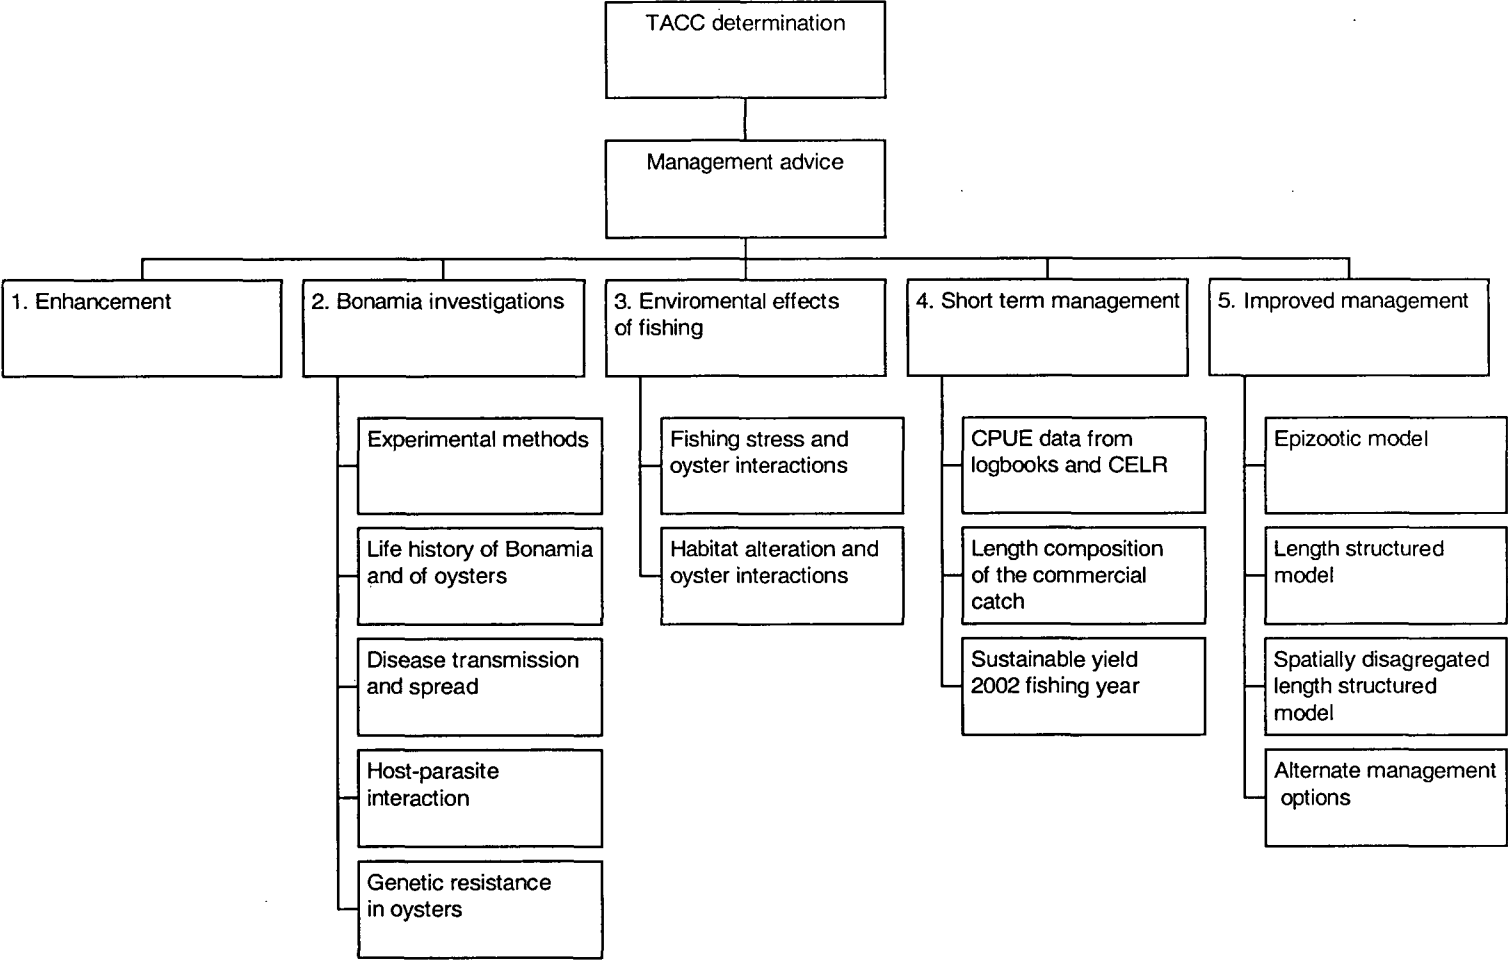 TACC determination
Management advice
1. Enhancement
2. Bonamia investigations
3. Enviromental effects
of fishing
4. Short term management
5. Improved management
Experimental methods
Life history of Bonamia
and of oysters
Disease transmission
and spread
Host-parasite
interaction
Genetic resistance
in oysters
Fishing stress and
oyster interactions
Habitat alteration and
oyster interactions
CPUE data from
logbooks and CELR
Length composition
of the commercial
catch
Sustainable yield
2002 fishing year
Epizootic model
Length structured
model
Spatially disagregated
length structured
model
Alternate management
options